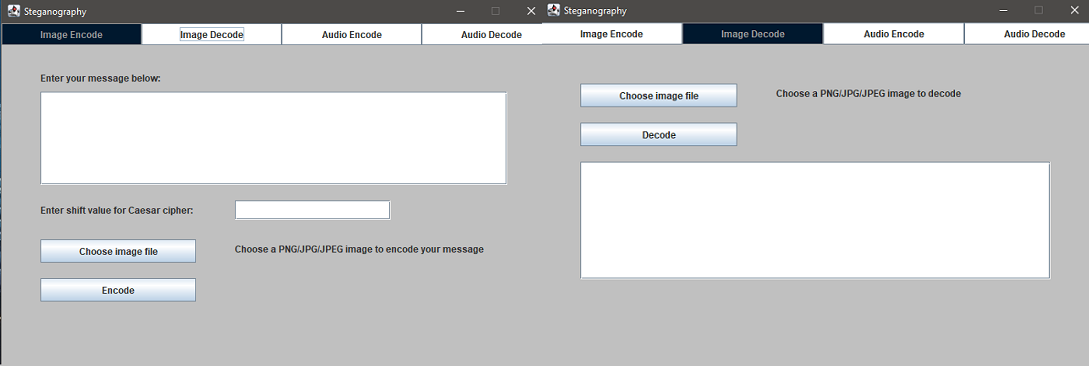 Steganography
Image Encode Image Decode Audio Encode Audio Decode
Enter your message below:
Enter shift value for Caesar cipher:
Choose image file Choose a PNG/JPG/JPEG image to encode your message
Encode
Steganography
Image Encode Image Decode Audio Encode Audio Decode
Choose image file Choose a PNG/JPG/JPEG image to decode
Decode